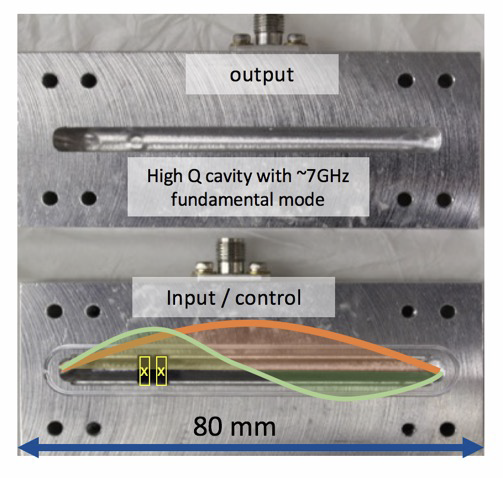 output
High Q cavity with ~7GHz
fundamental mode
Input / control
x x
80 mm